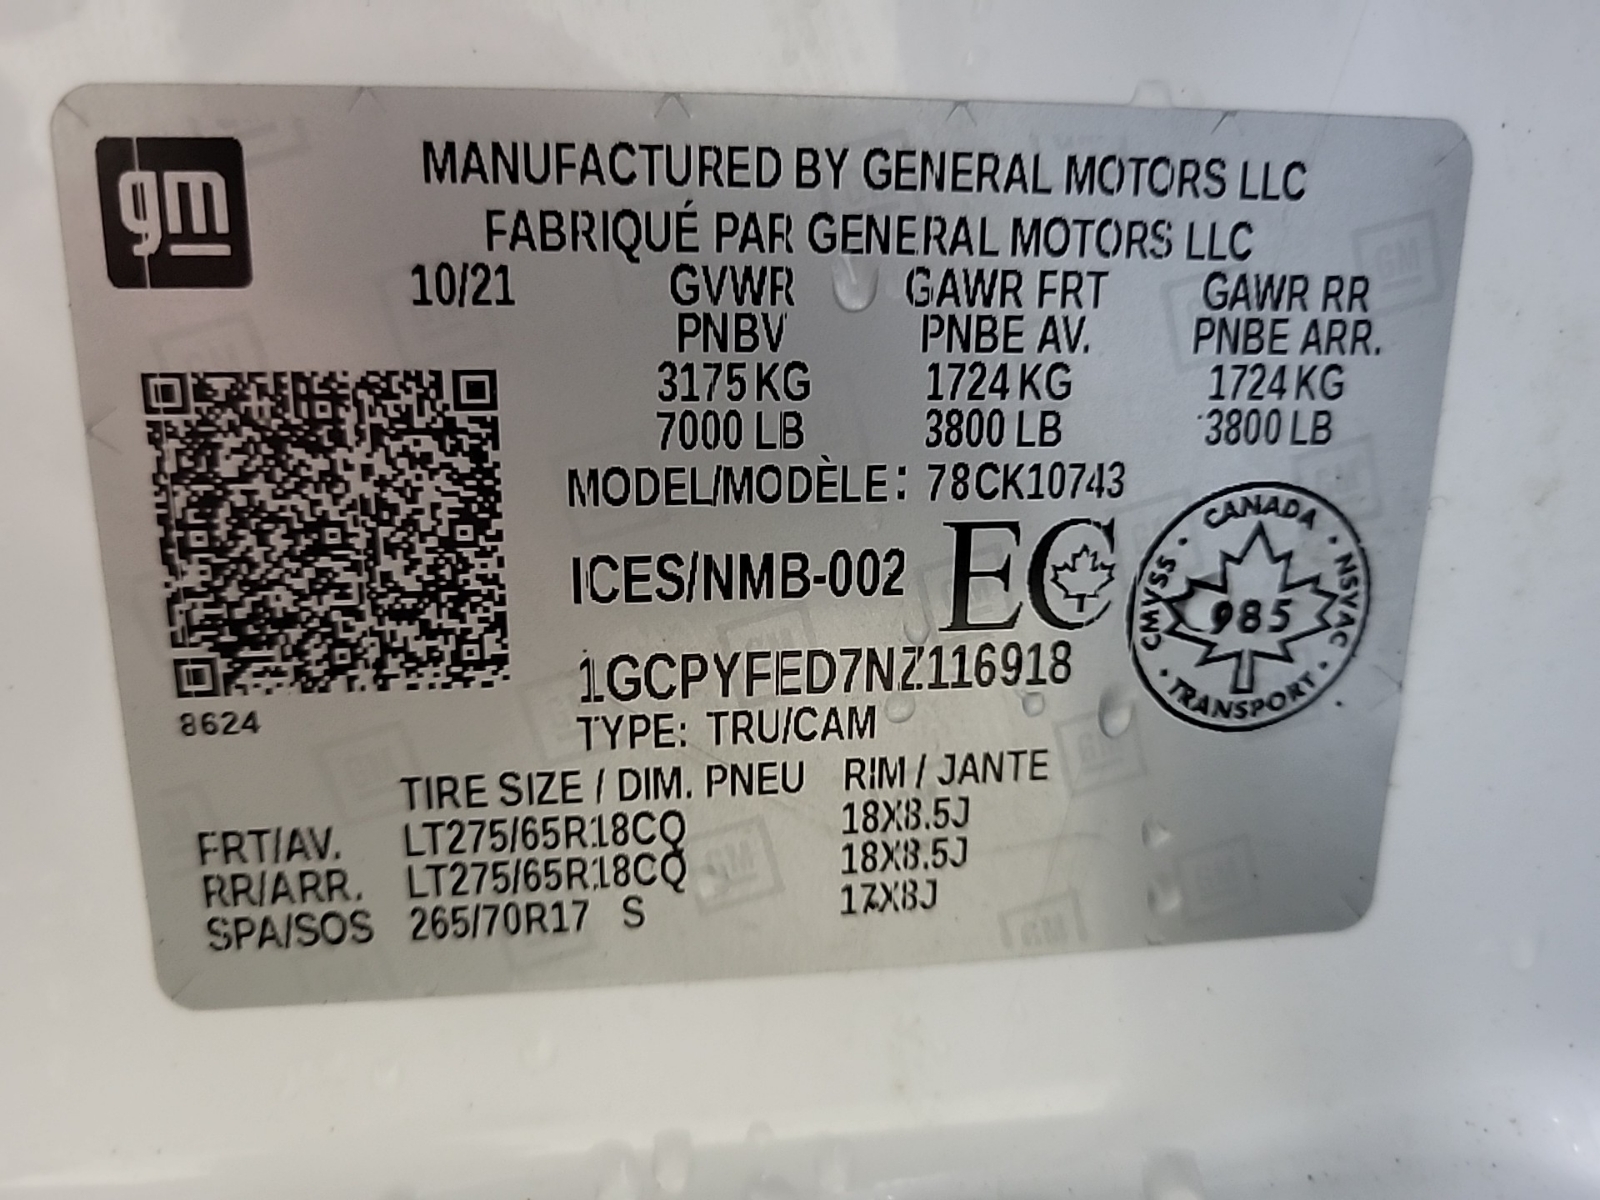 gm
MANUFACTURED BY GENERAL MOTORS LLC
FABRIQUÉ PAR GENERAL MOTORS LLC
10/21 GVWR GAWR FRT GAWR RR
PNBV PNBE AV. PNBE ARR.
3175 KG 1724 KG 1724 KG
7000 LB 3800 LB 3800 LB
MODEL/MODÈLE: 78CK10743
ICES/NMB-002 EC
CANADA · NSVAC · TRANSPORT · CMVSS ·
985
1GCPYFED7NZ116918
8624
TYPE: TRU/CAM
TIRE SIZE / DIM. PNEU RIM / JANTE
FRT/AV. LT275/65R18CQ 18X8.5J
RR/ARR. LT275/65R18CQ 18X8.5J
SPA/SOS 265/70R17 S 17X8J